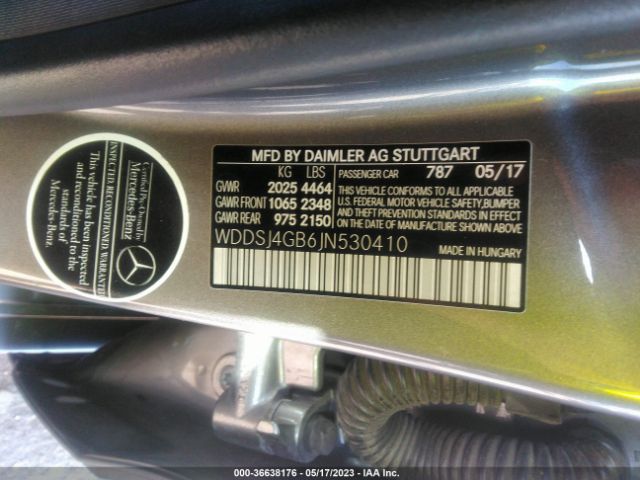 INSPECTED RESTORED WARRANTED
This vehicle has been inspected
and reconditioned to the
standards of
Mercedes-Benz
Certified Pre-Owned by
Mercedes-Benz
MFD BY DAIMLER AG STUTTGART
KG LBS PASSENGER CAR 787 05/17
GVWR 2025 4464
GAWR FRONT 1065 2348
GAWR REAR 975 2150
THIS VEHICLE CONFORMS TO ALL APPLICABLE
U.S. FEDERAL MOTOR VEHICLE SAFETY, BUMPER
AND THEFT PREVENTION STANDARDS IN EFFECT
ON THE DATE OF MANUFACTURE SHOWN ABOVE
MADE IN HUNGARY
WDDSJ4GB6JN530410
000-36638176 - 05/17/2023 - IAA Inc.